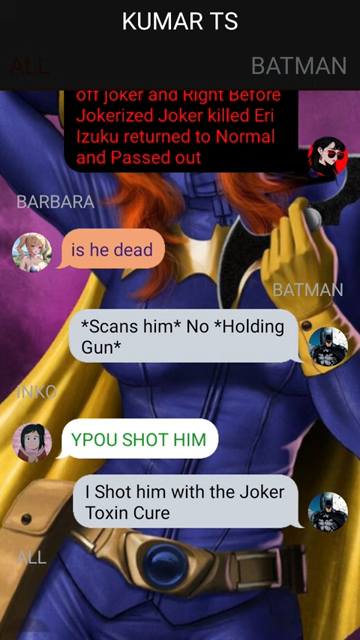 KUMAR TS
ALL
BATMAN
off joker and Right Before
Jokerized Joker killed Eri
Izuku returned to Normal
and Passed out
BARBARA
is he dead
BATMAN
*Scans him* No *Holding
Gun*
INKO
YPOU SHOT HIM
I Shot him with the Joker
Toxin Cure
ALL